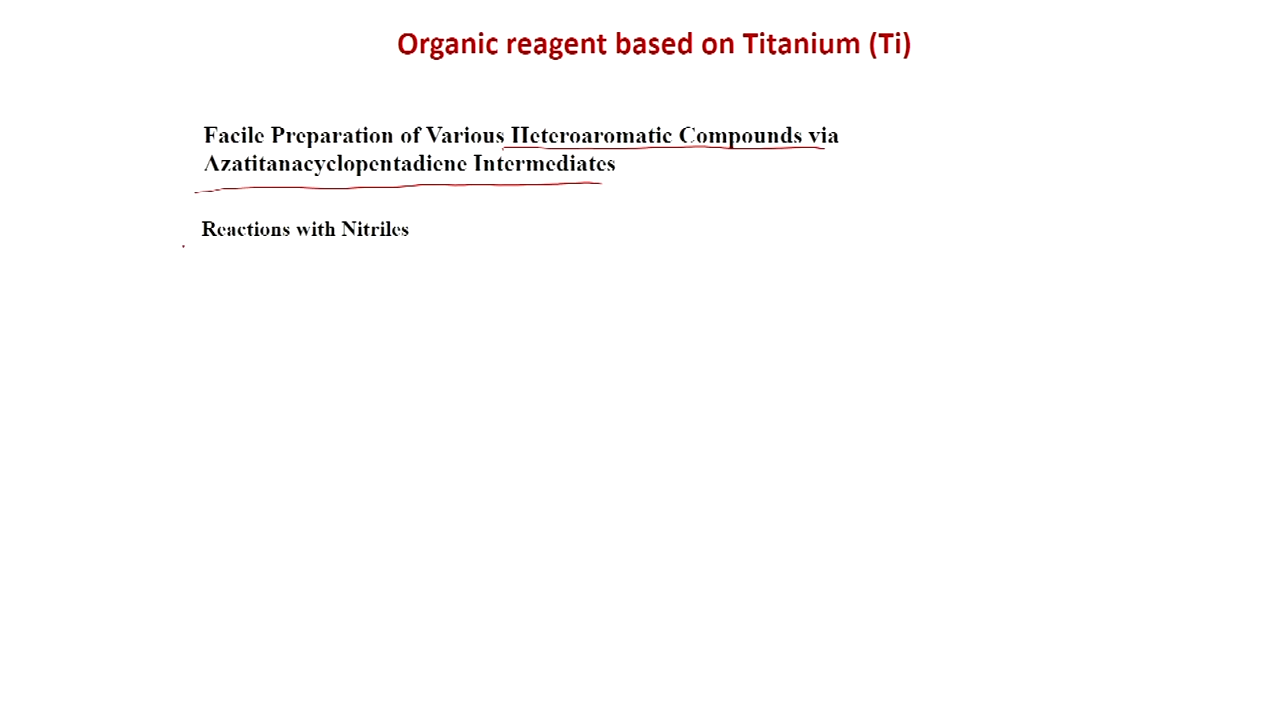 Organic reagent based on Titanium (Ti)
Facile Preparation of Various Heteroaromatic Compounds via
Azatitanacyclopentadiene Intermediates
Reactions with Nitriles